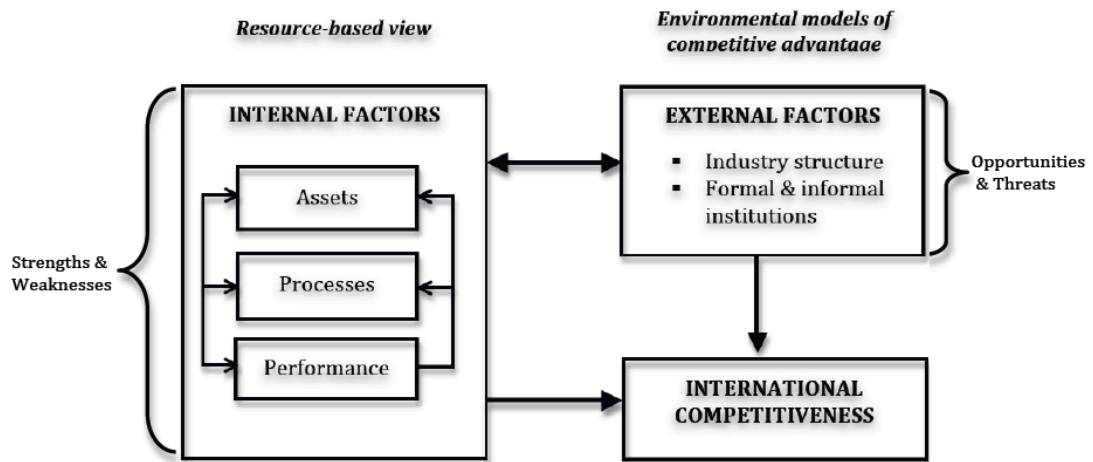 Resource-based view
Environmental models of
competitive advantage
INTERNAL FACTORS
Assets
Processes
Performance
Strengths &
Weaknesses
EXTERNAL FACTORS
▪ Industry structure
▪ Formal & informal
institutions
Opportunities
& Threats
INTERNATIONAL
COMPETITIVENESS